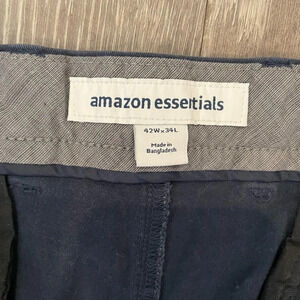 amazon essentials
42W x 34L
Made in
Bangladesh